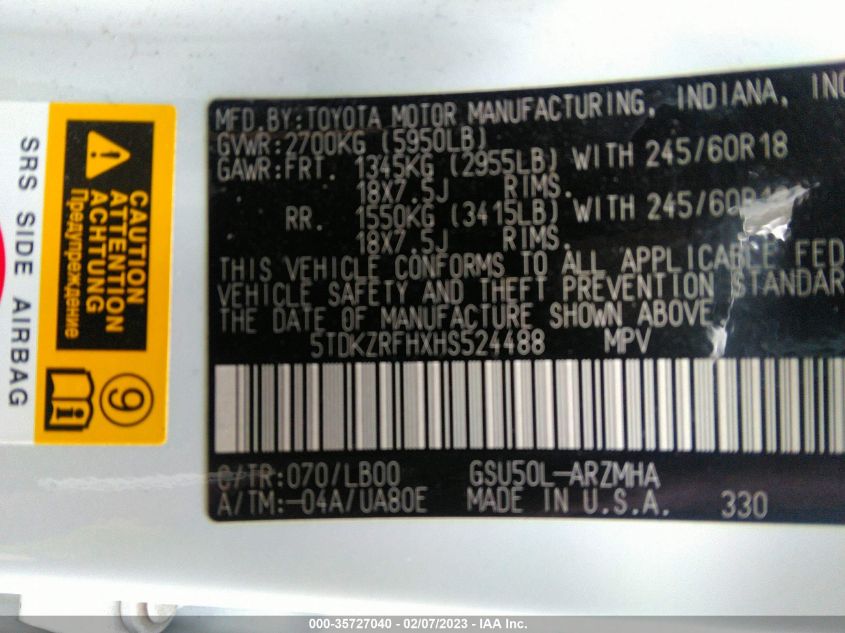 MFD. BY: TOYOTA MOTOR MANUFACTURING, INDIANA, INC
GVWR: 2700KG (5950LB)
GAWR: FRT. 1345KG (2955LB) WITH 245/60R18
18X7.5J RIMS.
RR. 1550KG (3415LB) WITH
18X7.5J RIMS.
THIS VEHICLE CONFORMS TO ALL APPLICABLE FED
VEHICLE SAFETY AND THEFT PREVENTION STANDAR
THE DATE OF MANUFACTURE SHOWN ABOVE
5TDKZRFHXHS524488 MPV
C/TR: 070/LB00 GSU50L-ARZMHA
A/TM: -04A/UA80E MADE IN U.S.A. 330
SRS SIDE AIRBAG
CAUTION
ATTENTION
ACHTUNG
Предупреждение
9
000-35727040 - 02/07/2023 - IAA Inc.